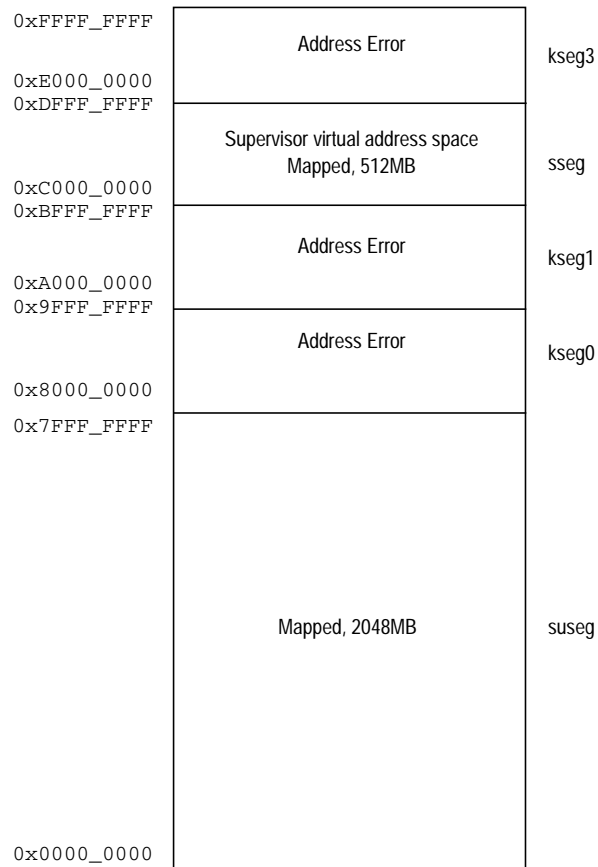 0xFFFF_FFFF
Address Error
kseg3
0xE000_0000
0xDFFF_FFFF
Supervisor virtual address space
Mapped, 512MB
sseg
0xC000_0000
0xBFFF_FFFF
Address Error
kseg1
0xA000_0000
0x9FFF_FFFF
Address Error
kseg0
0x8000_0000
0x7FFF_FFFF
Mapped, 2048MB
suseg
0x0000_0000